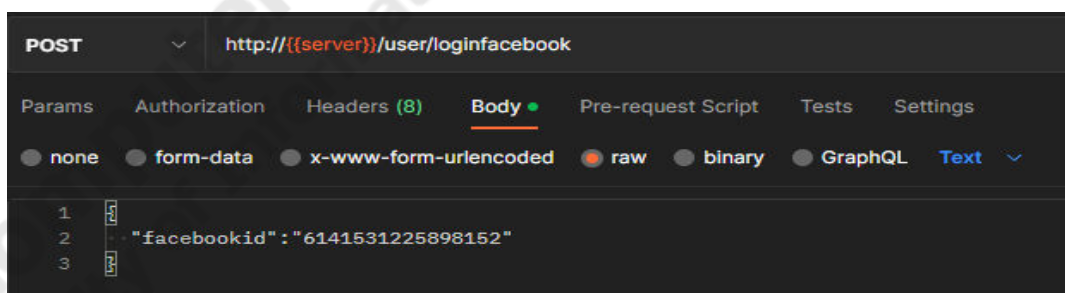 POST http://{{server}}/user/loginfacebook
Params Authorization Headers (8) Body Pre-request Script Tests Settings
none form-data x-www-form-urlencoded raw binary GraphQL Text
1 {
2 "facebookid":"6141531225898152"
3 }